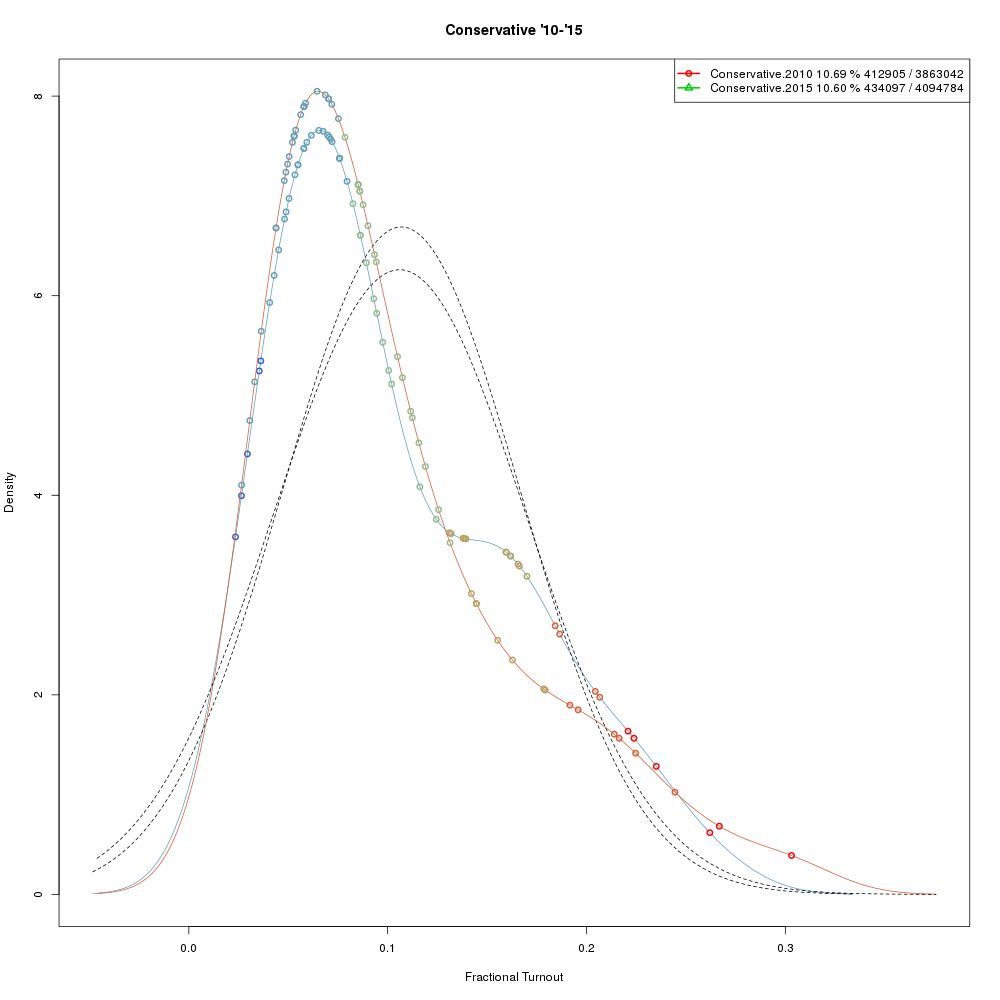 Conservative '10-'15
Conservative.2010 10.69 % 412905 / 3863042
Conservative.2015 10.60 % 434097 / 4094784
8
6
4
2
0
Density
0.0 0.1 0.2 0.3
Fractional Turnout